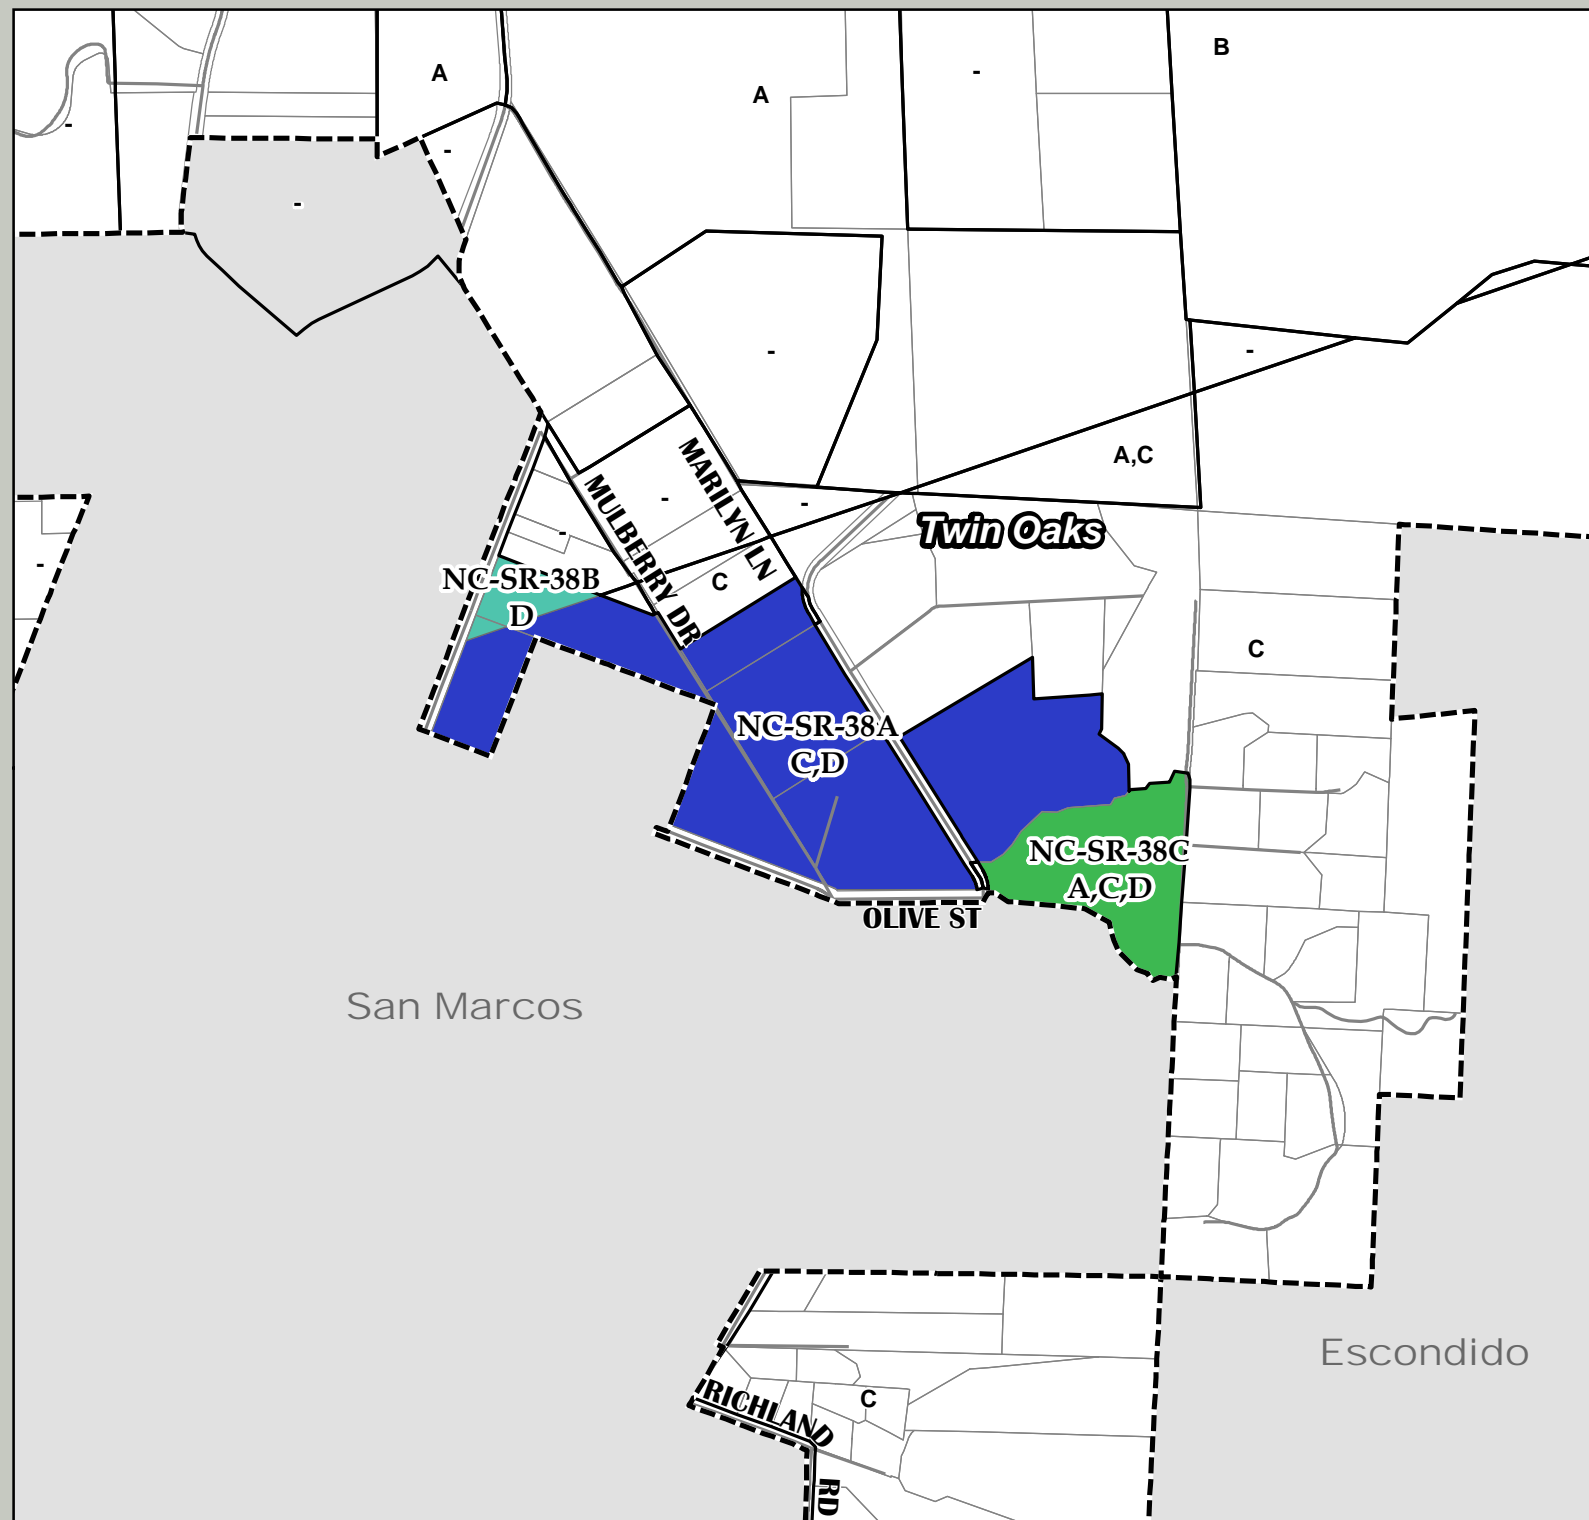 B
A
-
A
-
-
-
-
-
A,C
MARILYN LN
-
MULBERRY DR
-
Twin Oaks
-
-
NC-SR-38B
D
C
C
NC-SR-38A
C,D
NC-SR-38C
A,C,D
OLIVE ST
San Marcos
Escondido
RICHLAND
C
RD